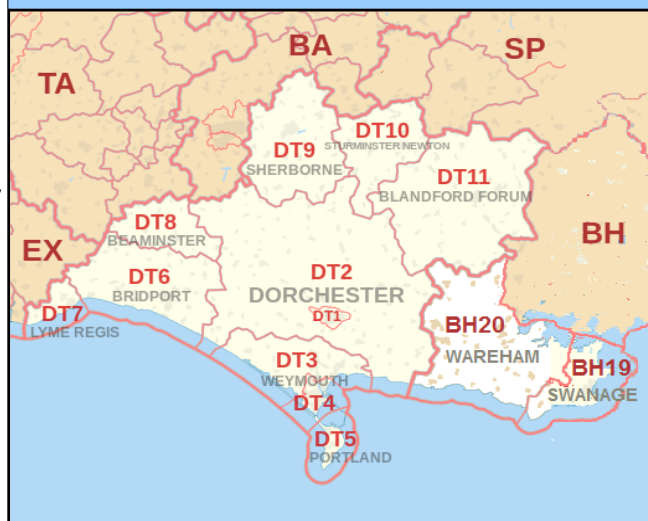 BA
SP
TA
DT10
STURMINSTER NEWTON
DT9
SHERBORNE
DT11
BLANDFORD FORUM
DT8
BEAMINSTER
BH
EX
DT6
BRIDPORT
DT2
DORCHESTER
DT7
LYME REGIS
DT1
BH20
WAREHAM
DT3
WEYMOUTH
BH19
SWANAGE
DT4
DT5
PORTLAND